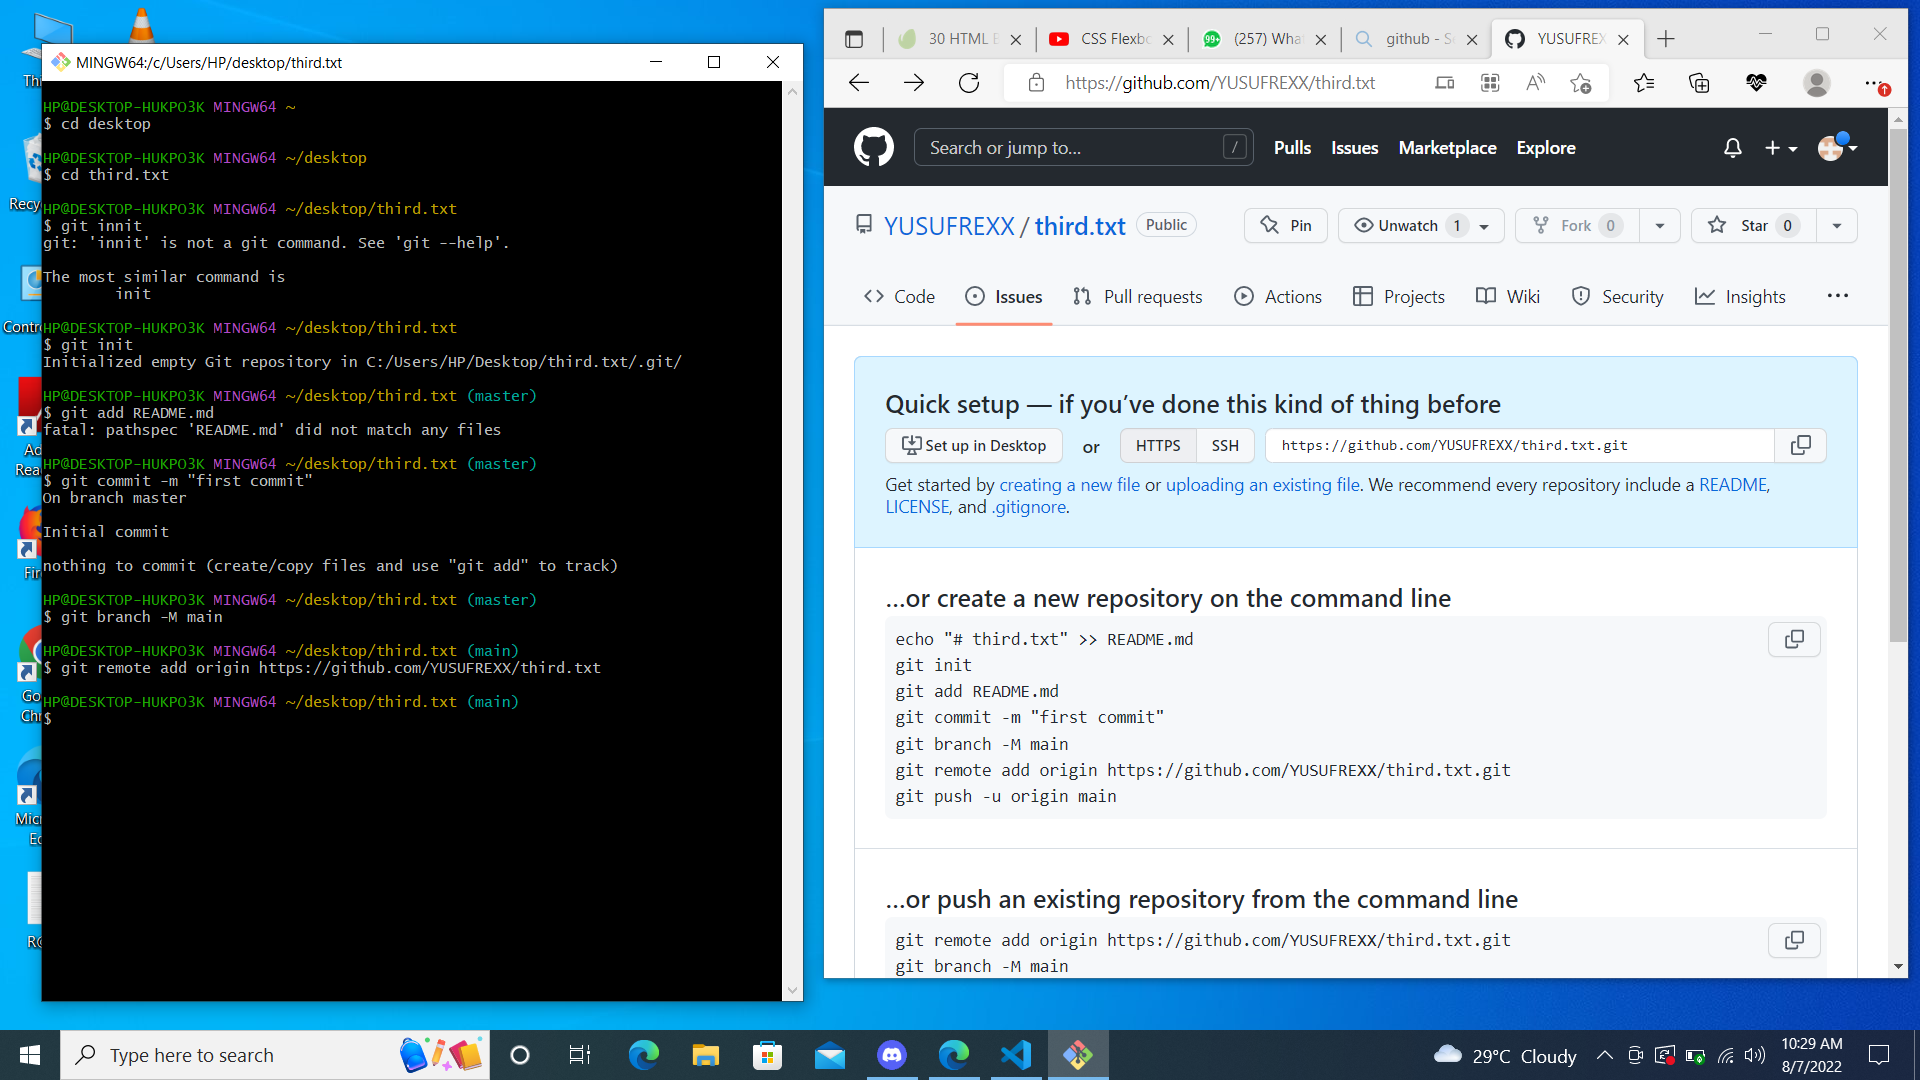 MINGW64:/c/Users/HP/desktop/third.txt
HP@DESKTOP-HUKPO3K MINGW64 ~
$ cd desktop
HP@DESKTOP-HUKPO3K MINGW64 ~/desktop
$ cd third.txt
HP@DESKTOP-HUKPO3K MINGW64 ~/desktop/third.txt
$ git innit
git: 'innit' is not a git command. See 'git --help'.
The most similar command is
init
HP@DESKTOP-HUKPO3K MINGW64 ~/desktop/third.txt
$ git init
Initialized empty Git repository in C:/Users/HP/Desktop/third.txt/.git/
HP@DESKTOP-HUKPO3K MINGW64 ~/desktop/third.txt (master)
$ git add README.md
fatal: pathspec 'README.md' did not match any files
HP@DESKTOP-HUKPO3K MINGW64 ~/desktop/third.txt (master)
$ git commit -m "first commit"
On branch master
Initial commit
nothing to commit (create/copy files and use "git add" to track)
HP@DESKTOP-HUKPO3K MINGW64 ~/desktop/third.txt (master)
$ git branch -M main
HP@DESKTOP-HUKPO3K MINGW64 ~/desktop/third.txt (main)
$ git remote add origin https://github.com/YUSUFREXX/third.txt
HP@DESKTOP-HUKPO3K MINGW64 ~/desktop/third.txt (main)
$
30 HTML
CSS Flexbo
99+ (257) Wha
github - Se
YUSUFREX
https://github.com/YUSUFREXX/third.txt
Search or jump to... /
Pulls Issues Marketplace Explore
YUSUFREXX / third.txt Public
Pin Unwatch 1 Fork 0 Star 0
Code Issues Pull requests Actions Projects Wiki Security Insights
Quick setup — if you’ve done this kind of thing before
Set up in Desktop or HTTPS SSH https://github.com/YUSUFREXX/third.txt.git
Get started by creating a new file or uploading an existing file. We recommend every repository include a README,
LICENSE, and .gitignore.
…or create a new repository on the command line
echo "# third.txt" >> README.md
git init
git add README.md
git commit -m "first commit"
git branch -M main
git remote add origin https://github.com/YUSUFREXX/third.txt.git
git push -u origin main
…or push an existing repository from the command line
git remote add origin https://github.com/YUSUFREXX/third.txt.git
git branch -M main
Type here to search
29°C Cloudy
10:29 AM
8/7/2022